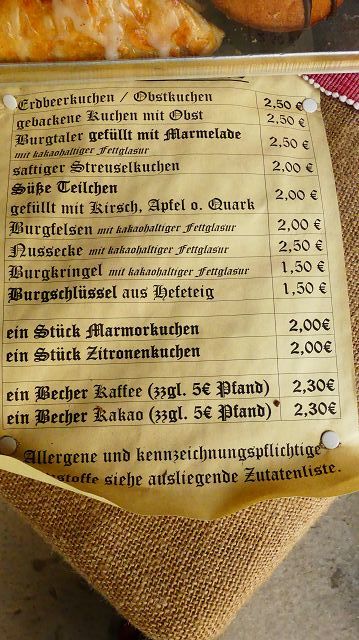 Erdbeerkuchen / Obstkuchen 2,50 €
gebackene Kuchen mit Obst 2,50 €
Burgtaler gefüllt mit Marmelade 2,50 €
mit kakaohaltiger Fettglasur
saftiger Streuselkuchen 2,00 €
Süße Teilchen
gefüllt mit Kirsch, Apfel o. Quark 2,00 €
Burgfelsen mit kakaohaltiger Fettglasur 2,00 €
Nussecke mit kakaohaltiger Fettglasur 2,50 €
Burgkringel mit kakaohaltiger Fettglasur 1,50 €
Burgschlüssel aus Hefeteig 1,50 €
ein Stück Marmorkuchen 2,00€
ein Stück Zitronenkuchen 2,00€
ein Becher Kaffee (zzgl. 5€ Pfand) 2,30€
ein Becher Kakao (zzgl. 5€ Pfand) 2,30€
Allergene und kennzeichnungspflichtige
siehe ausliegende Zutatenliste.